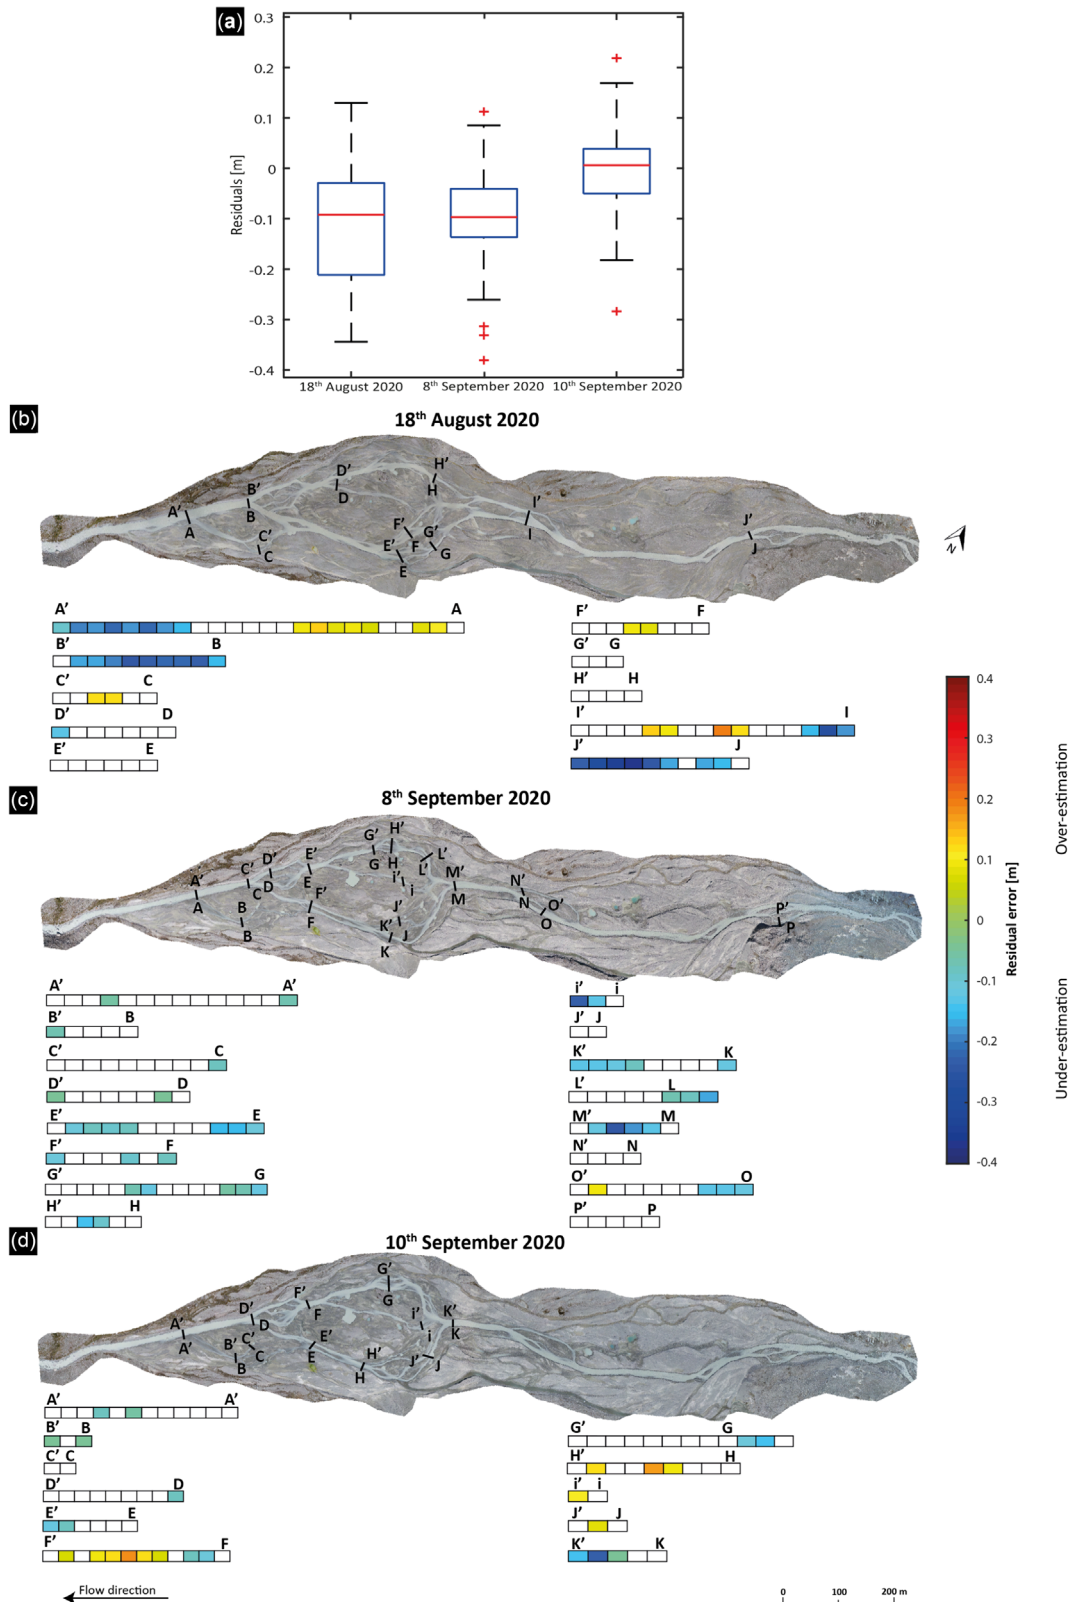 (a)
0.3
0.2
0.1
0
-0.1
-0.2
-0.3
-0.4
Residuals [m]
18th August 2020 8th September 2020 10th September 2020
(b)
18th August 2020
A' A
B' B
C' C
D' D
E' E
F' F
G' G
H' H
I' I
J' J
N
A' A
B' B
C' C
D' D
E' E
F' F
G' G
H' H
I' I
J' J
0.4
0.3
0.2
0.1
0
-0.1
-0.2
-0.3
-0.4
Residual error [m]
Over-estimation
Under-estimation
(c)
8th September 2020
A' A
B B
C' C
D' D
E' E
F' F
G' G
H' H
i' i
J' J
K' K
L' L'
M' M
N' N
O' O
P' P
A' A'
B' B
C' C
D' D
E' E
F' F
G' G
H' H
i' i
J' J
K' K
L' L
M' M
N' N
O' O
P' P
(d)
10th September 2020
A' A'
B' B
C' C
D' D
E' E
F' F
G' G
H' H
i' i
J' J
K' K
A' A'
B' B
C' C
D' D
E' E
F' F
G' G
H' H
i' i
J' J
K' K
Flow direction
0 100 200 m